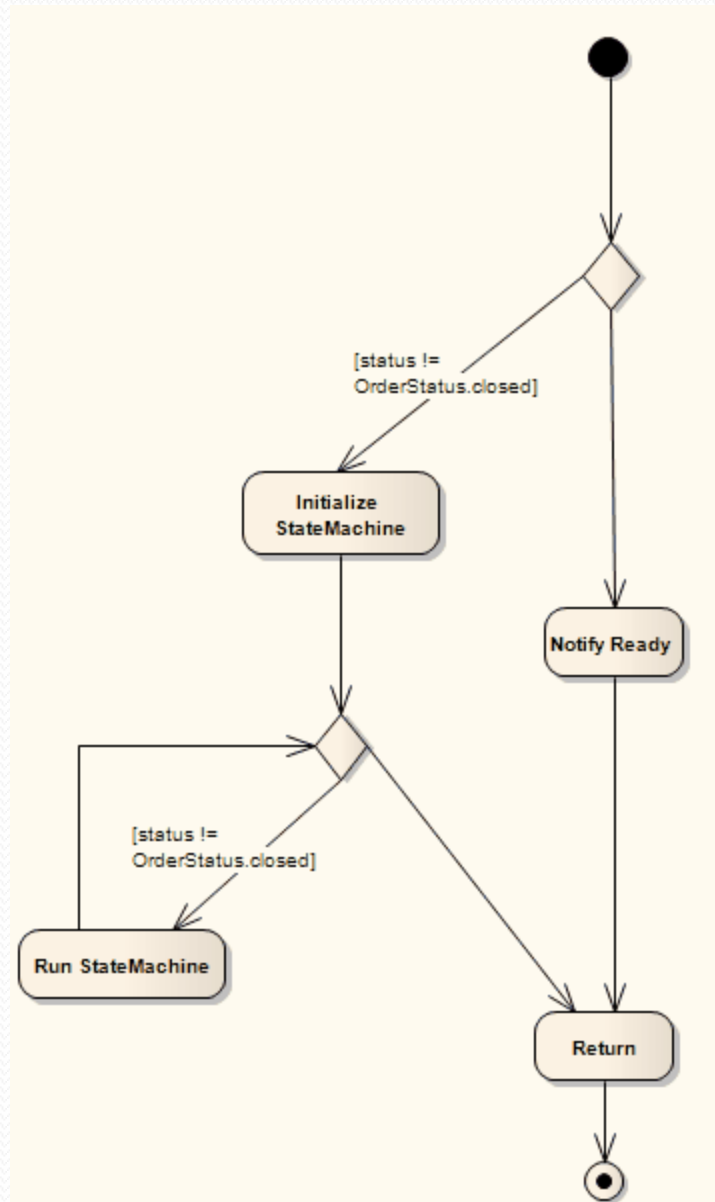 [status !=
OrderStatus.closed]
Initialize
StateMachine
Notify Ready
[status !=
OrderStatus.closed]
Run StateMachine
Return